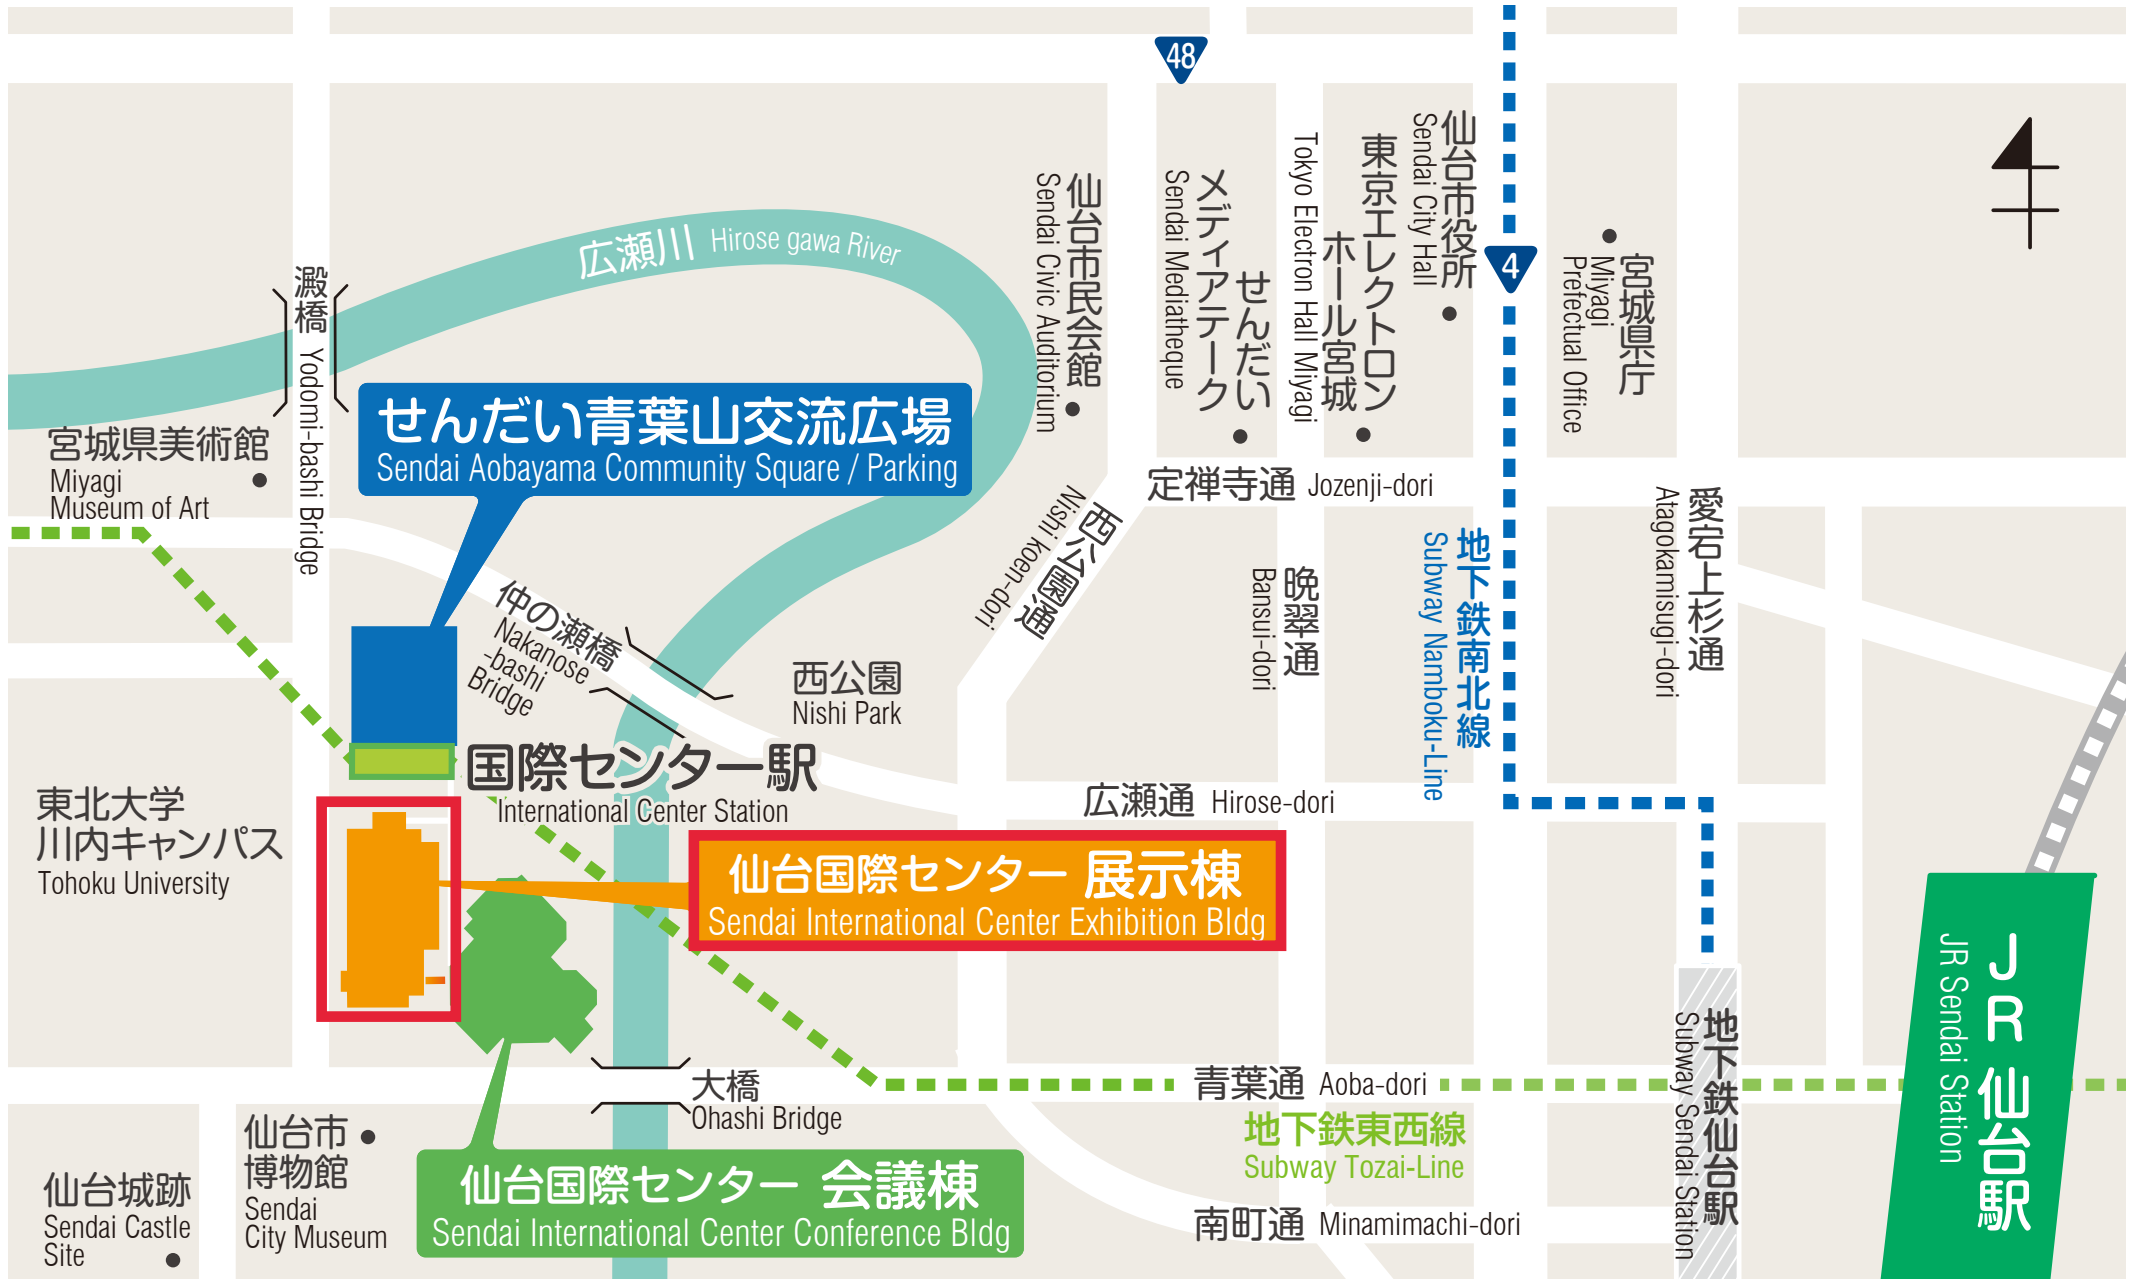 48
仙台市役所
Sendai City Hall
東京エレクトロン
ホール宮城
Tokyo Electron Hall Miyagi
せんだい
メディアテーク
Sendai Mediatheque
仙台市民会館
Sendai Civic Auditorium
4
宮城県庁
Miyagi
Prefectual Office
広瀬川 Hirose gawa River
澱橋 Yodomi-bashi Bridge
せんだい青葉山交流広場
Sendai Aobayama Community Square / Parking
宮城県美術館
Miyagi
Museum of Art
定禅寺通 Jozenji-dori
西公園通
Nishi koen-dori
地下鉄南北線
Subway Namboku-Line
愛宕上杉通
Atagokamisugi-dori
晩翠通
Bansui-dori
仲の瀬橋
Nakanose
-bashi
Bridge
西公園
Nishi Park
国際センター駅
International Center Station
広瀬通 Hirose-dori
東北大学
川内キャンパス
Tohoku University
仙台国際センター 展示棟
Sendai International Center Exhibition Bldg
JR仙台駅
JR Sendai Station
地下鉄仙台駅
Subway Sendai Station
大橋
Ohashi Bridge
青葉通 Aoba-dori
地下鉄東西線
Subway Tozai-Line
仙台市
博物館
Sendai
City Museum
仙台城跡
Sendai Castle
Site
仙台国際センター 会議棟
Sendai International Center Conference Bldg
南町通 Minamimachi-dori